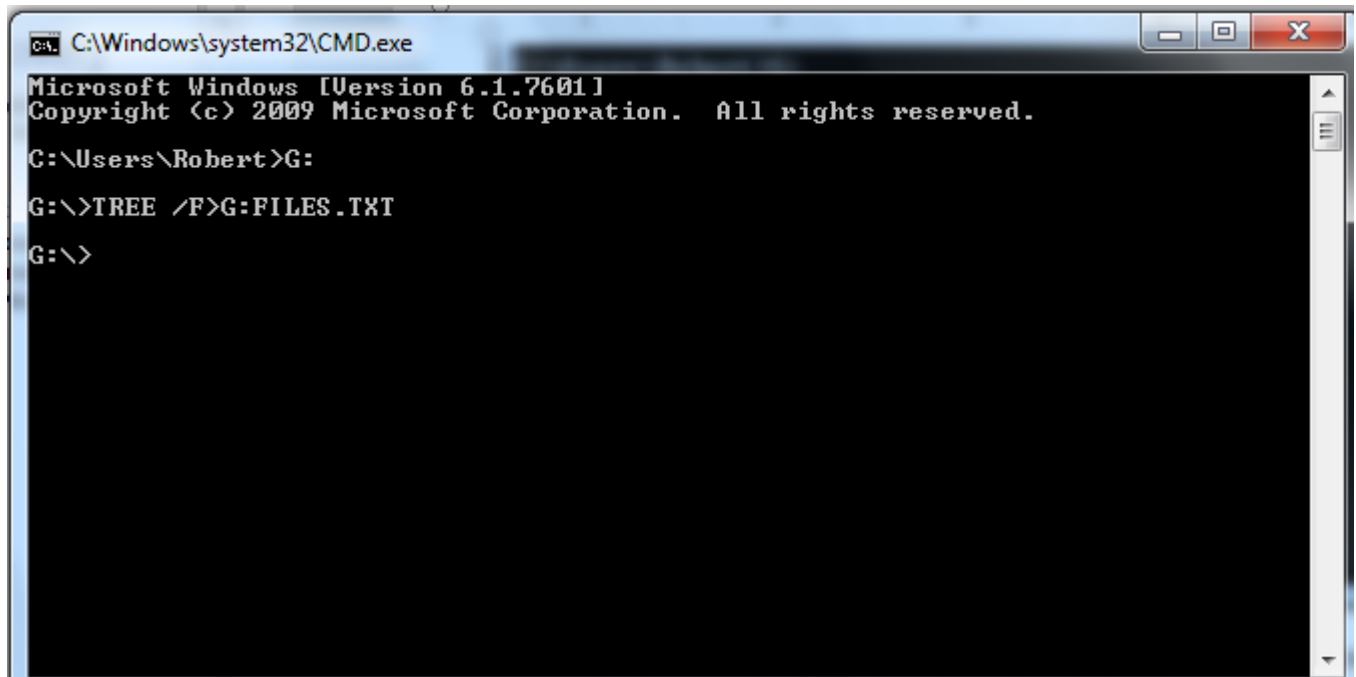 C:\Windows\system32\CMD.exe
Microsoft Windows [Version 6.1.7601]
Copyright (c) 2009 Microsoft Corporation.  All rights reserved.
C:\Users\Robert>G:
G:\>TREE /F>G:FILES.TXT
G:\>